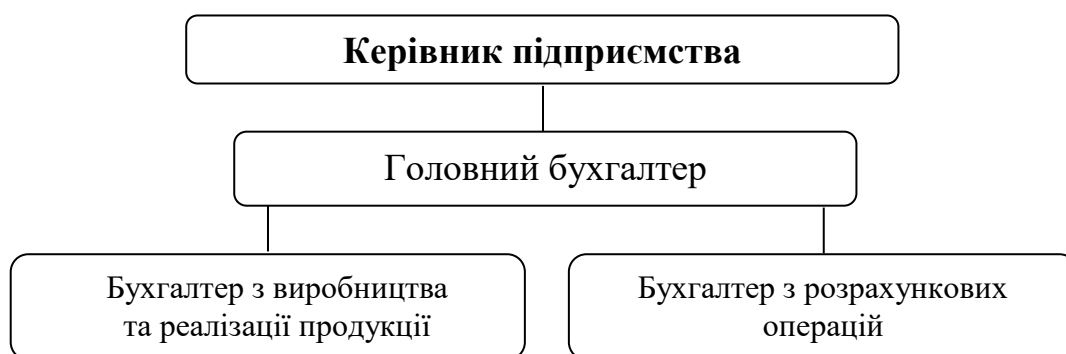 Керівник підприємства
Головний бухгалтер
Бухгалтер з виробництва
та реалізації продукції
Бухгалтер з розрахункових
операцій